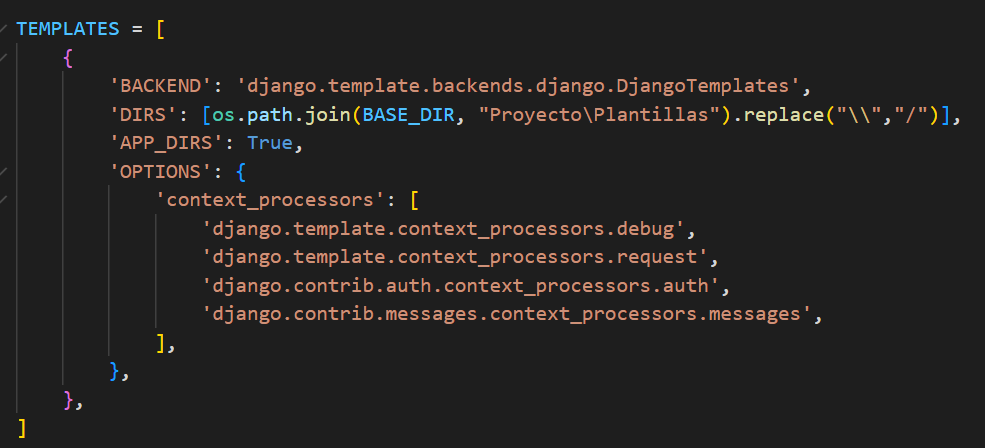 TEMPLATES = [
    {
        'BACKEND': 'django.template.backends.django.DjangoTemplates',
        'DIRS': [os.path.join(BASE_DIR, "Proyecto\Plantillas").replace("\\","/")],
        'APP_DIRS': True,
        'OPTIONS': {
            'context_processors': [
                'django.template.context_processors.debug',
                'django.template.context_processors.request',
                'django.contrib.auth.context_processors.auth',
                'django.contrib.messages.context_processors.messages',
            ],
        },
    },
]